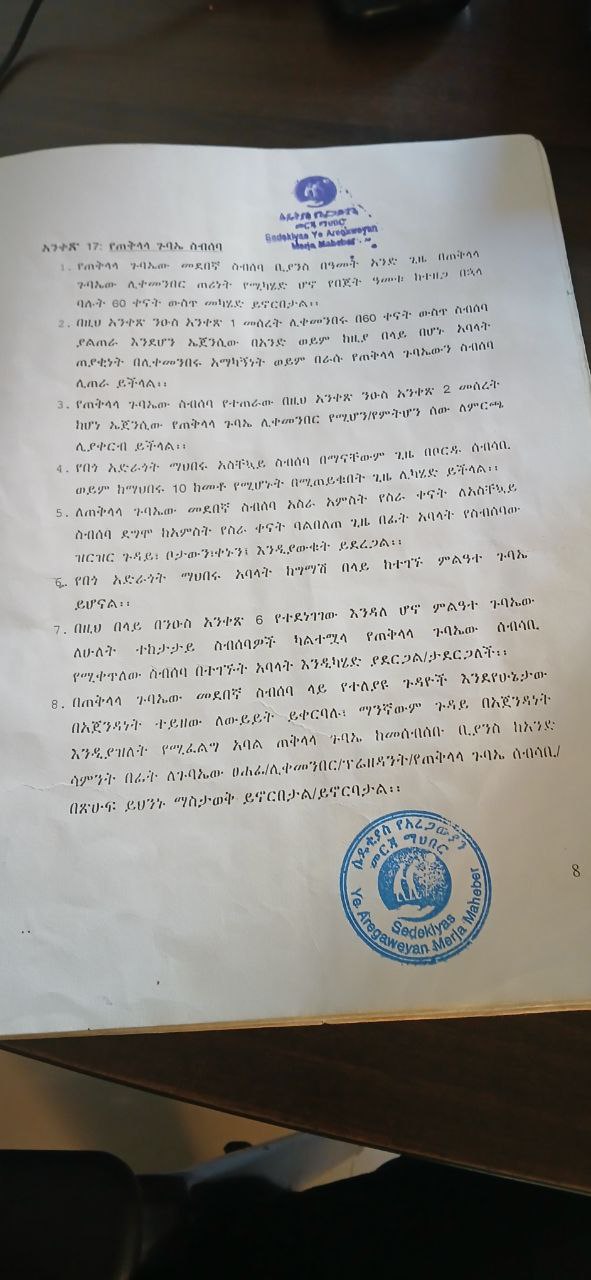 ሴዴቂያስ የአረጋውያን
መርጃ ማህበር
Sedekiyas Ye Aregaweyan
Merja Maheber
አንቀጽ 17: የጠቅላላ ጉባኤ ስብሰባ
1. የጠቅላላ ጉባኤው መደበኛ ስብሰባ ቢያንስ በዓመት አንድ ጊዜ በጠቅላላ
ጉባኤው ሊቀመንበር ጠሪነት የሚካሄድ ሆኖ የበጀት ዓመቱ ከተዘጋ በኋላ
ባሉት 60 ቀናት ውስጥ መካሄድ ይኖርበታል፡፡
2. በዚህ አንቀጽ ንዑስ አንቀጽ 1 መሰረት ሊቀመንበሩ በ60 ቀናት ውስጥ ስብሰባ
ያልጠራ እንደሆን ኤጀንሲው በአንድ ወይም ከዚያ በላይ በሆኑ አባላት
ጠያቂነት በሊቀመንበሩ አማካኝነት ወይም በራሱ የጠቅላላ ጉባኤውን ስብሰባ
ሊጠራ ይችላል፡፡
3. የጠቅላላ ጉባኤው ስብሰባ የተጠራው በዚህ አንቀጽ ንዑስ አንቀጽ 2 መሰረት
ከሆነ ኤጀንሲው የጠቅላላ ጉባኤ ሊቀመንበር የሚሆን/የምትሆን ሰው ለምርጫ
ሊያቀርብ ይችላል፡፡
4. የበጎ አድራጎት ማህበሩ አስቸኳይ ስብሰባ በማናቸውም ጊዜ በቦርዱ ሰብሳቢ
ወይም ከማህበሩ 10 ከመቶ የሚሆኑት በሚጠይቁበት ጊዜ ሊካሄድ ይችላል፡፡
5. ለጠቅላላ ጉባኤው መደበኛ ስብሰባ አስራ አምስት የስራ ቀናት ለአስቸኳይ
ስብሰባ ደግሞ ከአምስት የስራ ቀናት ባልበለጠ ጊዜ በፊት አባላት የስብሰባው
ዝርዝር ጉዳይ፣ ቦታውን፣ቀኑን፣ እንዲያውቁት ይደረጋል፡፡
6. የበጎ አድራጎት ማህበሩ አባላት ከግማሽ በላይ ከተገኙ ምልዓተ ጉባኤ
ይሆናል፡፡
7. በዚህ በላይ በንዑስ አንቀጽ 6 የተደነገገው እንዳለ ሆኖ ምልዓተ ጉባኤው
ለሁለት ተከታታይ ስብሰባዎች ካልተሟላ የጠቅላላ ጉባኤው ሰብሳቢ
የሚቀጥለው ስብሰባ በተገኙት አባላት እንዲካሄድ ያደርጋል/ታደርጋለች፡፡
8. በጠቅላላ ጉባኤው መደበኛ ስብሰባ ላይ የተለያዩ ጉዳዮች እንደየሁኔታው
በአጀንዳነት ተይዘው ለውይይት ይቀርባሉ፣ ማንኛውም ጉዳይ በአጀንዳነት
እንዲያዝለት የሚፈልግ አባል ጠቅላላ ጉባኤ ከመሰብሰቡ ቢያንስ ከአንድ
ሳምንት በፊት ለጉባኤው ፀሐፊ/ሊቀመንበር/ፕሬዘዳንት/የጠቅላላ ጉባኤ ሰብሳቢ/
በጽሁፍ ይህንኑ ማስታወቅ ይኖርበታል/ይኖርባታል፡፡
ሴዴቂያስ የአረጋውያን
መርጃ ማህበር
Sedekiyas
Ye Aregaweyan Merja Maheber
8